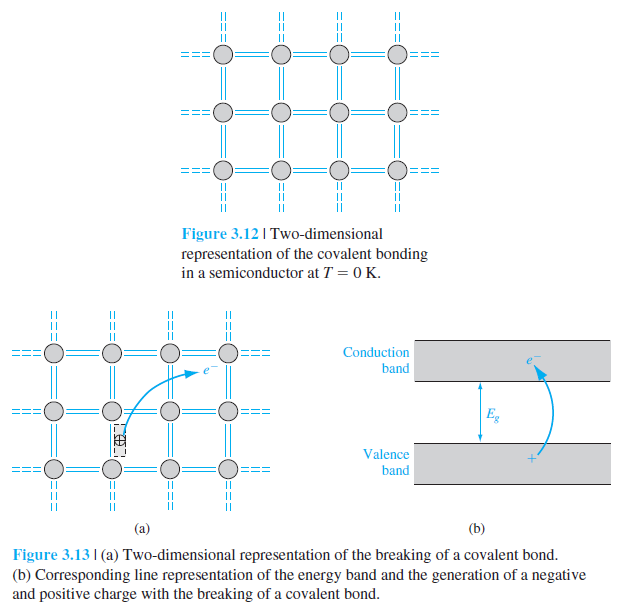 Figure 3.12 | Two-dimensional
representation of the covalent bonding
in a semiconductor at T = 0 K.
e⁻
Conduction
band
e⁻
E_g
Valence
band
+
(a)
(b)
Figure 3.13 | (a) Two-dimensional representation of the breaking of a covalent bond.
(b) Corresponding line representation of the energy band and the generation of a negative
and positive charge with the breaking of a covalent bond.